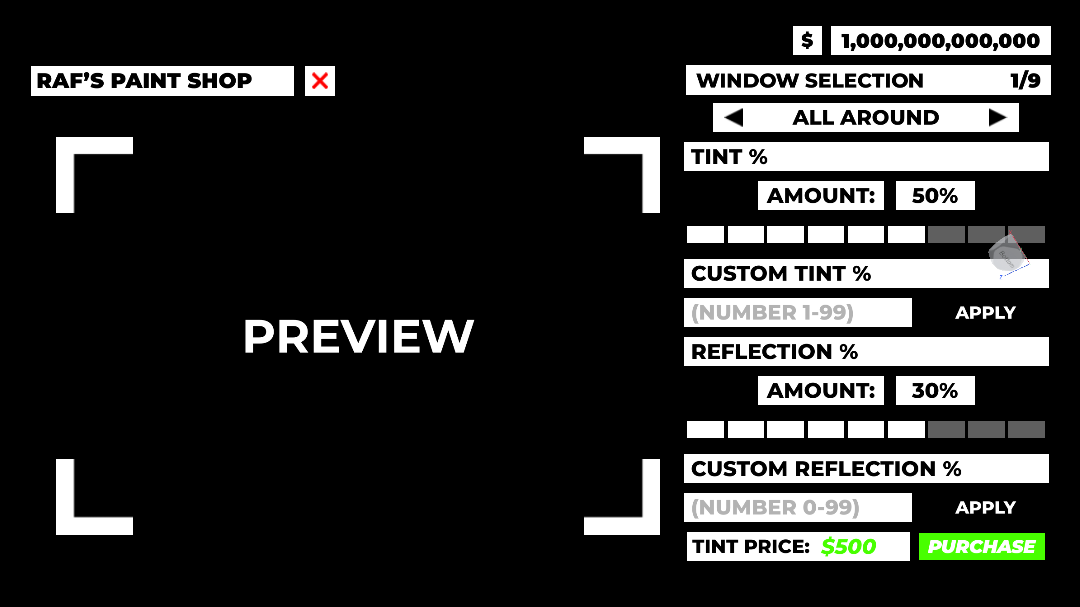 $ 1,000,000,000,000
RAF'S PAINT SHOP
WINDOW SELECTION 1/9
ALL AROUND
TINT %
AMOUNT: 50%
CUSTOM TINT %
(NUMBER 1-99) APPLY
REFLECTION %
AMOUNT: 30%
CUSTOM REFLECTION %
(NUMBER 0-99) APPLY
TINT PRICE: $500 PURCHASE
PREVIEW